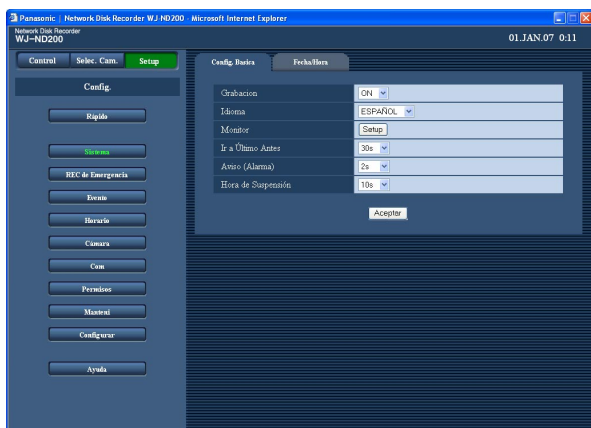 Panasonic | Network Disk Recorder WJ-ND200 - Microsoft Internet Explorer
Network Disk Recorder
WJ-ND200
01.JAN.07 0:11
Control Selec. Cam. Setup
Config. Basica Fecha/Hora
Config.
Rápido
Sistema
REC de Emergencia
Evento
Horario
Cámara
Com
Permisos
Manteni
Configurar
Ayuda
Grabacion ON
Idioma ESPAÑOL
Monitor Setup
Ir a Último Antes 30s
Aviso (Alarma) 2s
Hora de Suspensión 10s
Aceptar